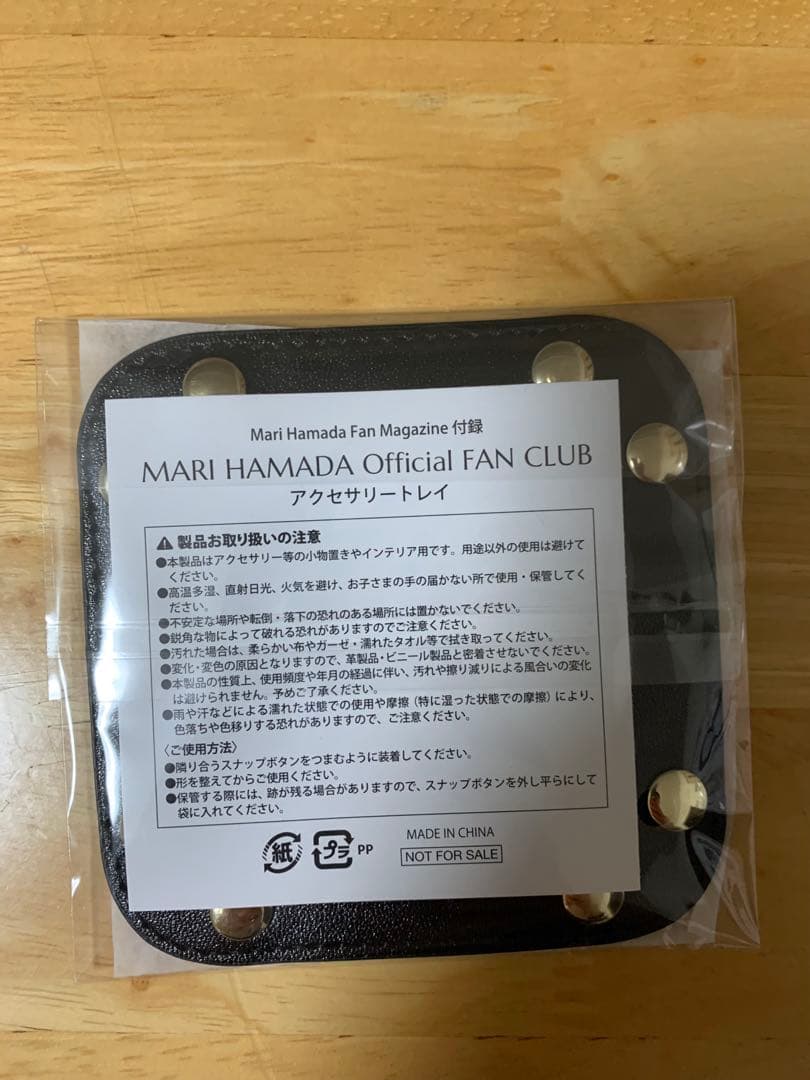 Mari Hamada Fan Magazine 付録
MARI HAMADA Official FAN CLUB
アクセサリートレイ
⚠ 製品お取り扱いの注意
●本製品はアクセサリー等の小物置きやインテリア用です。用途以外の使用は避けて
ください。
●高温多湿、直射日光、火気を避け、お子さまの手の届かない所で使用・保管してく
ださい。
●不安定な場所や転倒・落下の恐れのある場所には置かないでください。
●鋭角な物によって破れる恐れがありますのでご注意ください。
●汚れた場合は、柔らかい布やガーゼ・濡れたタオル等で拭き取ってください。
●変化・変色の原因となりますので、革製品・ビニール製品と密着させないでください。
●本製品の性質上、使用頻度や年月の経過に伴い、汚れや擦り減りによる風合いの変化
は避けられません。予めご了承ください。
●雨や汗などによる濡れた状態での使用や摩擦（特に湿った状態での摩擦）により、
色落ちや色移りする恐れがありますので、ご注意ください。
〈ご使用方法〉
●隣り合うスナップボタンをつまむように装着してください。
●形を整えてからご使用ください。
●保管する際には、跡が残る場合がありますので、スナップボタンを外し平らにして
袋に入れてください。
紙 プラ PP
MADE IN CHINA
NOT FOR SALE